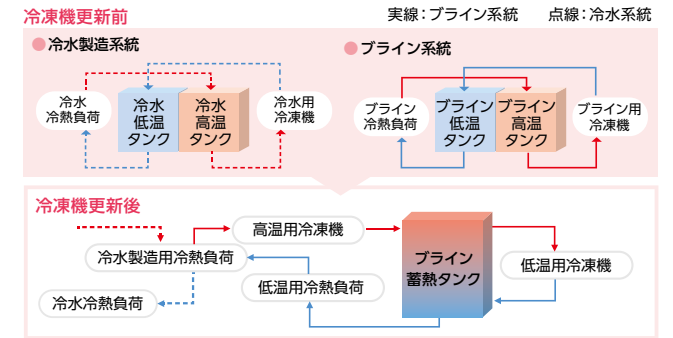 冷凍機更新前
実線：ブライン系統　点線：冷水系統
●冷水製造系統
冷水
冷熱負荷
冷水
低温
タンク
冷水
高温
タンク
冷水用
冷凍機
●ブライン系統
ブライン
冷熱負荷
ブライン
低温
タンク
ブライン
高温
タンク
ブライン用
冷凍機
冷凍機更新後
高温用冷凍機
冷水製造用冷熱負荷
低温用冷熱負荷
冷水冷熱負荷
ブライン
蓄熱タンク
低温用冷凍機